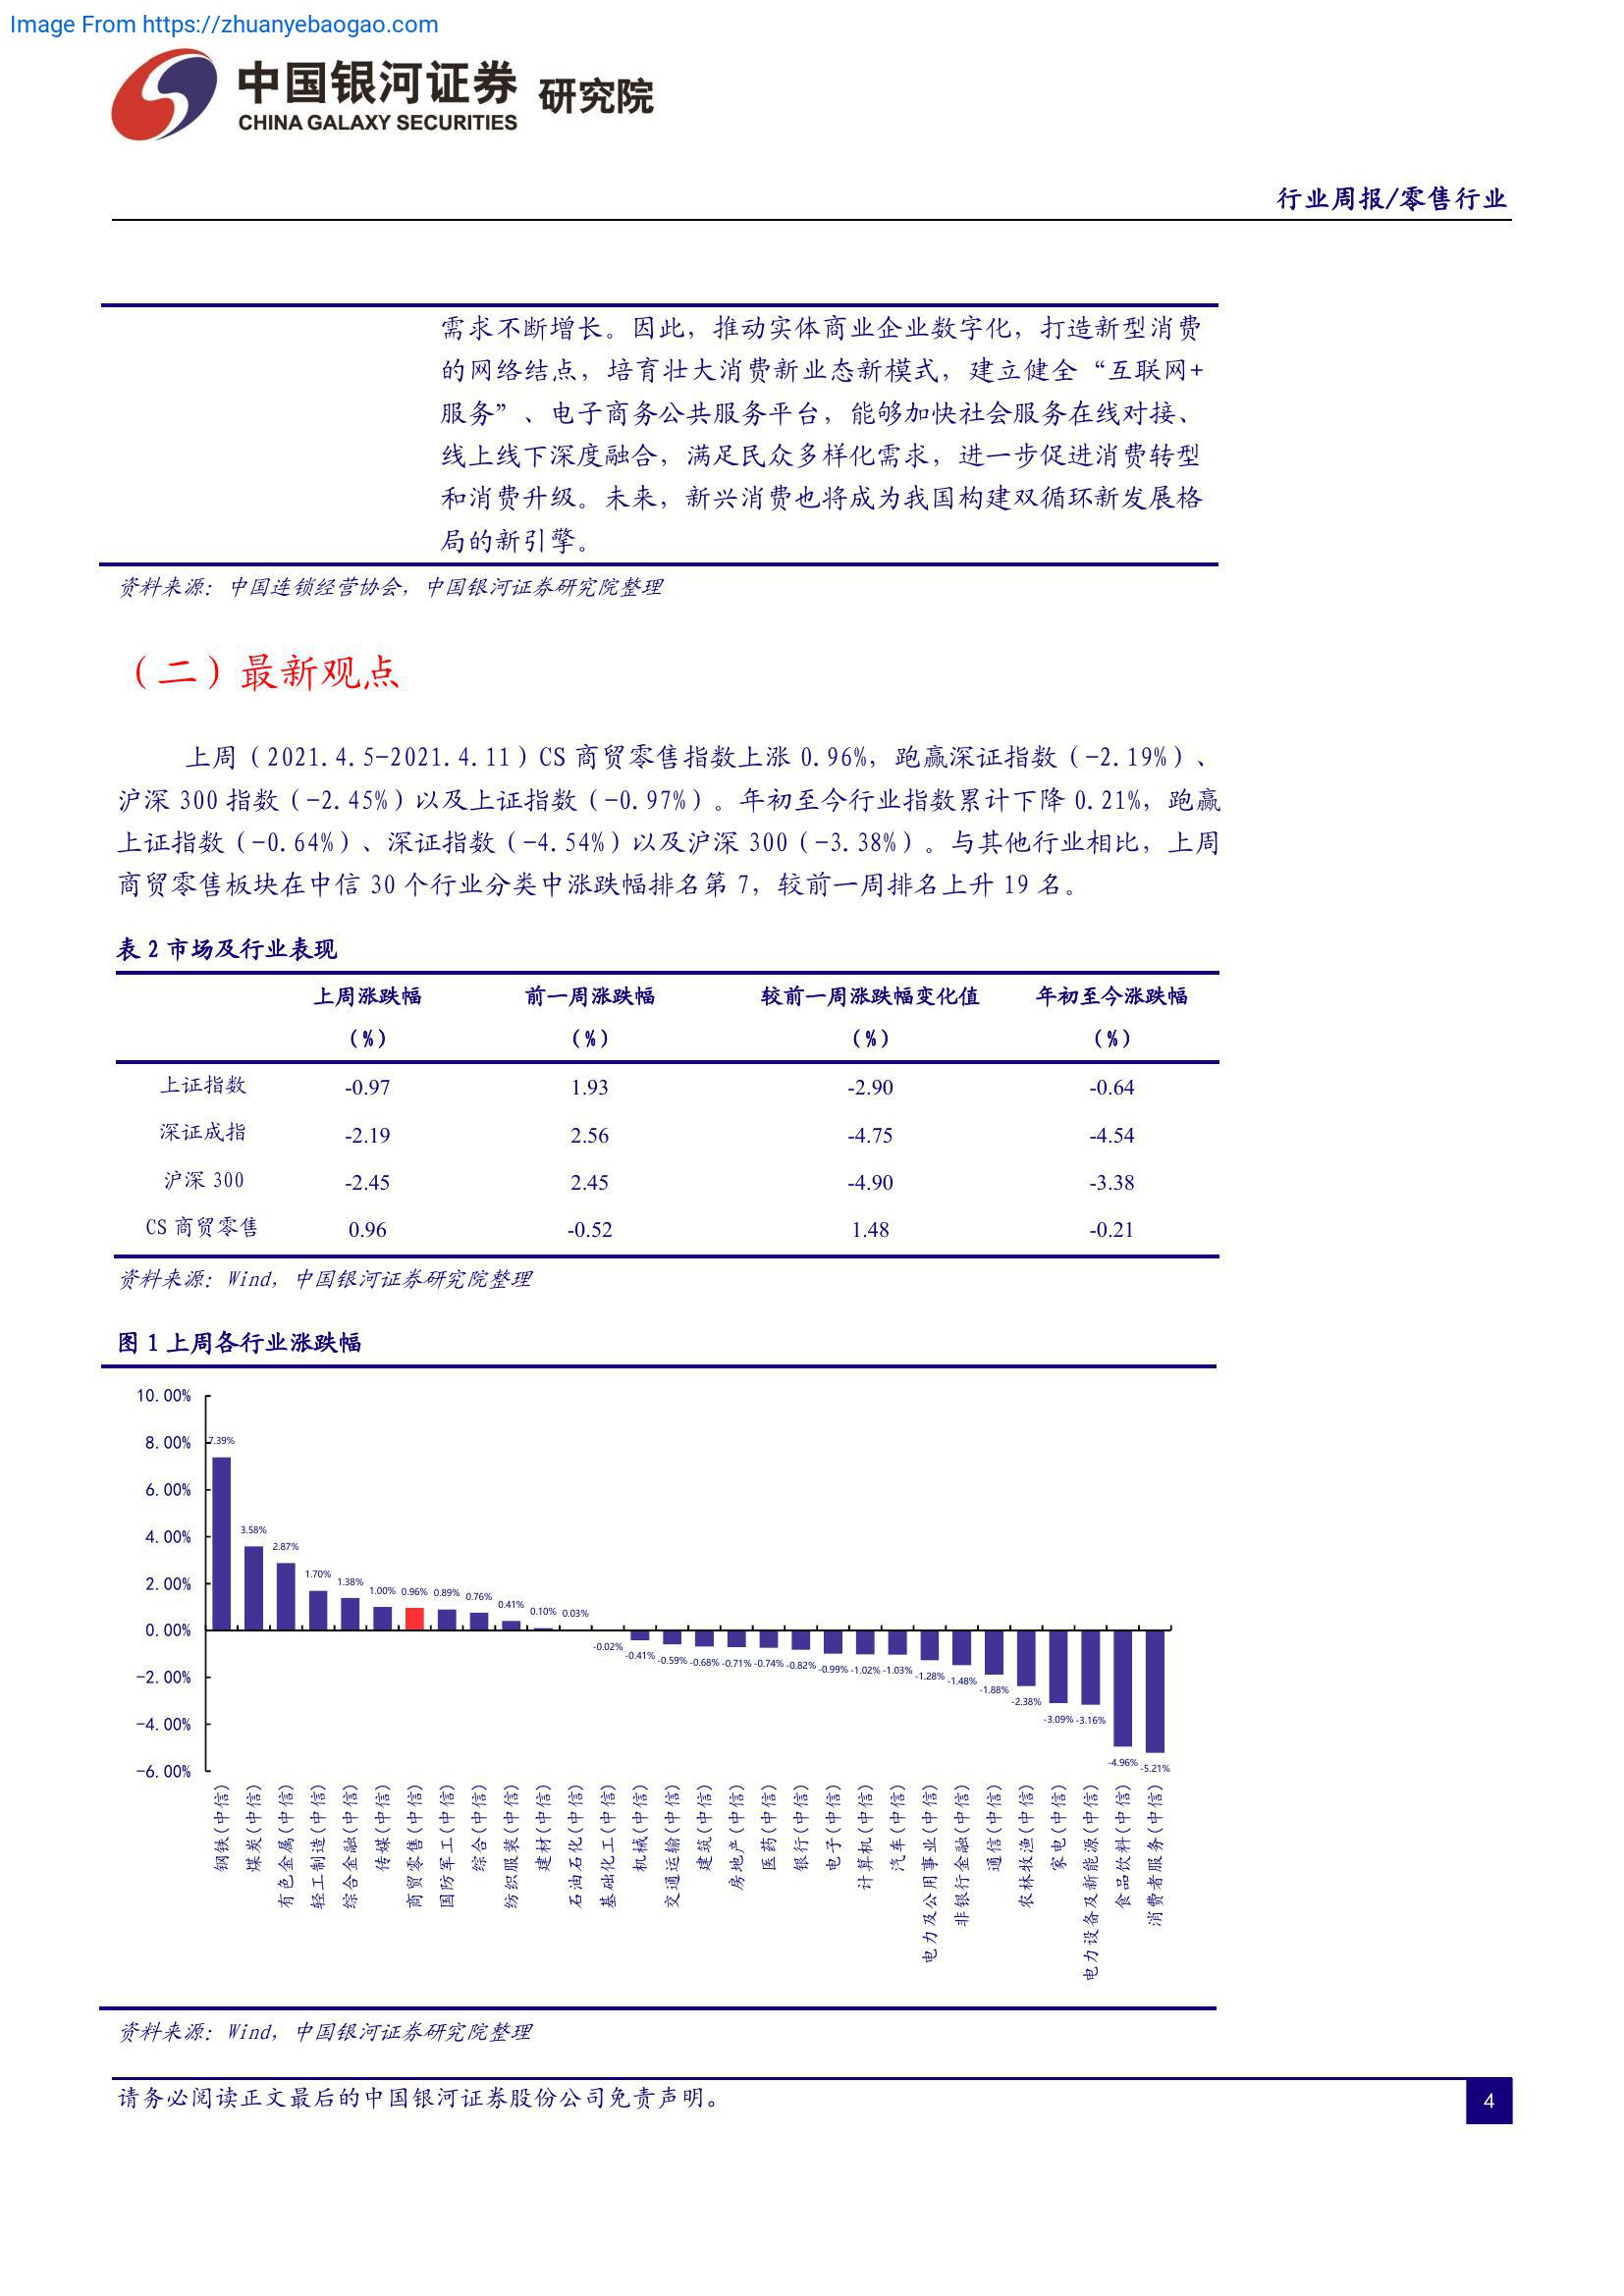 Image From https://zhuanyebaogao.com
中国银河证券 研究院
CHINA GALAXY SECURITIES
行业周报/零售行业
需求不断增长。因此，推动实体商业企业数字化，打造新型消费
的网络结点，培育壮大消费新业态新模式，建立健全“互联网+
服务”、电子商务公共服务平台，能够加快社会服务在线对接、
线上线下深度融合，满足民众多样化需求，进一步促进消费转型
和消费升级。未来，新兴消费也将成为我国构建双循环新发展格
局的新引擎。
资料来源：中国连锁经营协会，中国银河证券研究院整理
（二）最新观点
上周（2021.4.5-2021.4.11）CS 商贸零售指数上涨 0.96%，跑赢深证指数（-2.19%）、
沪深 300 指数（-2.45%）以及上证指数（-0.97%）。年初至今行业指数累计下降 0.21%，跑赢
上证指数（-0.64%）、深证指数（-4.54%）以及沪深 300（-3.38%）。与其他行业相比，上周
商贸零售板块在中信 30 个行业分类中涨跌幅排名第 7，较前一周排名上升 19 名。
表 2 市场及行业表现
上周涨跌幅 前一周涨跌幅 较前一周涨跌幅变化值 年初至今涨跌幅
（%） （%） （%） （%）
上证指数 -0.97 1.93 -2.90 -0.64
深证成指 -2.19 2.56 -4.75 -4.54
沪深 300 -2.45 2.45 -4.90 -3.38
CS 商贸零售 0.96 -0.52 1.48 -0.21
资料来源：Wind，中国银河证券研究院整理
图 1 上周各行业涨跌幅
10.00%
8.00%
6.00%
4.00%
2.00%
0.00%
-2.00%
-4.00%
-6.00%
7.39%
3.58%
2.87%
1.70%
1.38%
1.00%
0.96%
0.89%
0.76%
0.41%
0.10%
0.03%
-0.02%
-0.41%
-0.59%
-0.68%
-0.71%
-0.74%
-0.82%
-0.99%
-1.02%
-1.03%
-1.28%
-1.48%
-1.88%
-2.38%
-3.09%
-3.16%
-4.96%
-5.21%
钢铁(中信)
煤炭(中信)
有色金属(中信)
轻工制造(中信)
综合金融(中信)
传媒(中信)
商贸零售(中信)
国防军工(中信)
综合(中信)
纺织服装(中信)
建材(中信)
石油石化(中信)
基础化工(中信)
机械(中信)
交通运输(中信)
建筑(中信)
房地产(中信)
医药(中信)
银行(中信)
电子(中信)
计算机(中信)
汽车(中信)
电力及公用事业(中信)
非银行金融(中信)
通信(中信)
农林牧渔(中信)
家电(中信)
电力设备及新能源(中信)
食品饮料(中信)
消费者服务(中信)
资料来源：Wind，中国银河证券研究院整理
请务必阅读正文最后的中国银河证券股份公司免责声明。
4